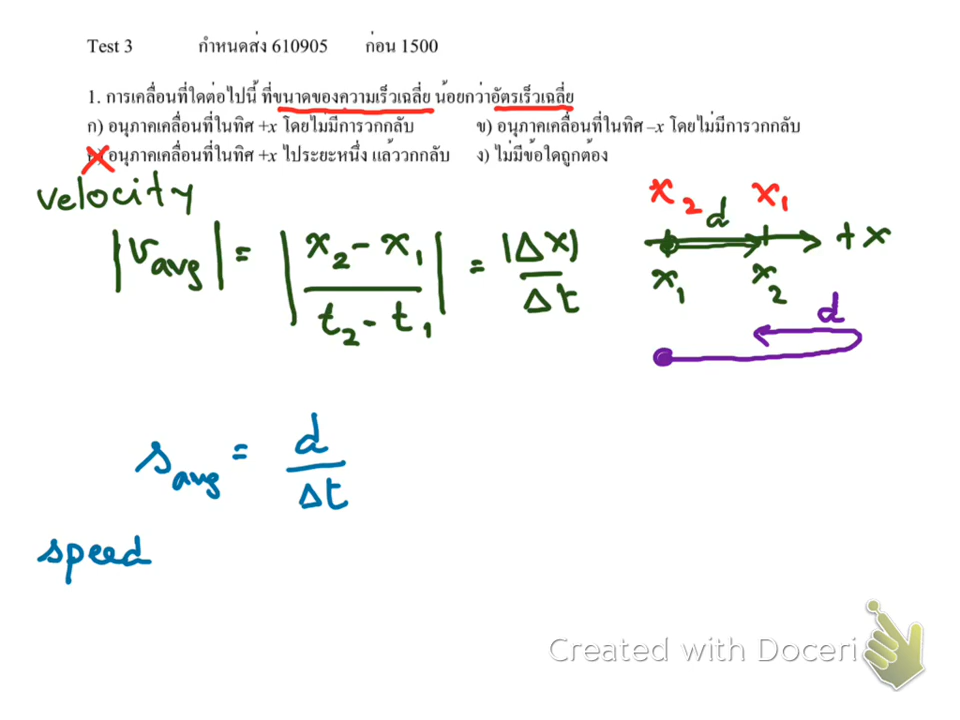 Test 3 กำหนดส่ง 610905 ก่อน 1500
1. การเคลื่อนที่ใดต่อไปนี้ ที่ขนาดของความเร็วเฉลี่ย น้อยกว่าอัตรเร็วเฉลี่ย
ก) อนุภาคเคลื่อนที่ในทิศ +x โดยไม่มีการวกกลับ ข) อนุภาคเคลื่อนที่ในทิศ –x โดยไม่มีการวกกลับ
อนุภาคเคลื่อนที่ในทิศ +x ไประยะหนึ่ง แล้ววกกลับ ง) ไม่มีข้อใดถูกต้อง
velocity
x₂ d x₁
|v_avg| = |(x₂ - x₁)/(t₂ - t₁)| = |Δx|/Δt
+x
x₁ x₂
d
s_avg = d/Δt
speed
Created with Doceri